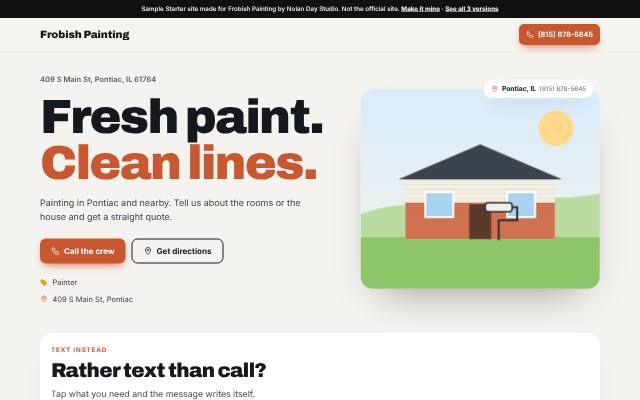 Sample Starter site made for Frobish Painting by Nolan Day Studio. Not the official site. Make it mine · See all 3 versions
Frobish Painting
(815) 878-5645
409 S Main St, Pontiac, IL 61764
Fresh paint.
Clean lines.
Painting in Pontiac and nearby. Tell us about the rooms or the
house and get a straight quote.
Call the crew
Get directions
Painter
409 S Main St, Pontiac
Pontiac, IL (815) 878-5645
TEXT INSTEAD
Rather text than call?
Tap what you need and the message writes itself.